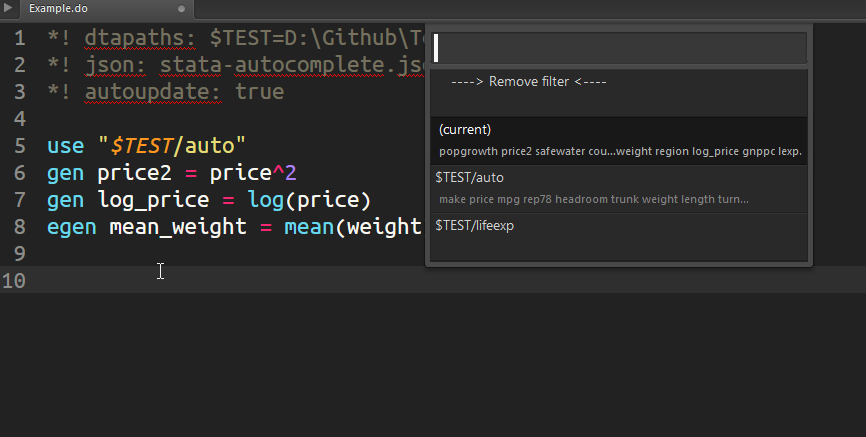 Example.do
1 *! dtapaths: $TEST=D:\Github\T
2 *! json: stata-autocomplete.js
3 *! autoupdate: true
4
5 use "$TEST/auto"
6 gen price2 = price^2
7 gen log_price = log(price)
8 egen mean_weight = mean(weight
9
10
----> Remove filter <----
(current)
popgrowth price2 safewater cou...weight region log_price gnppc lexp.
$TEST/auto
make price mpg rep78 headroom trunk weight length turn...
$TEST/lifeexp